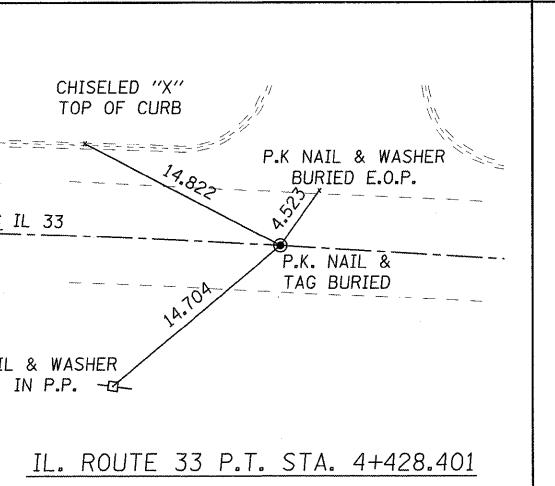 CHISELED "X"
TOP OF CURB
P.K NAIL & WASHER
BURIED E.O.P.
14.822
4.523
IL 33
P.K. NAIL &
TAG BURIED
14.704
& WASHER
IN P.P.
IL. ROUTE 33 P.T. STA. 4+428.401